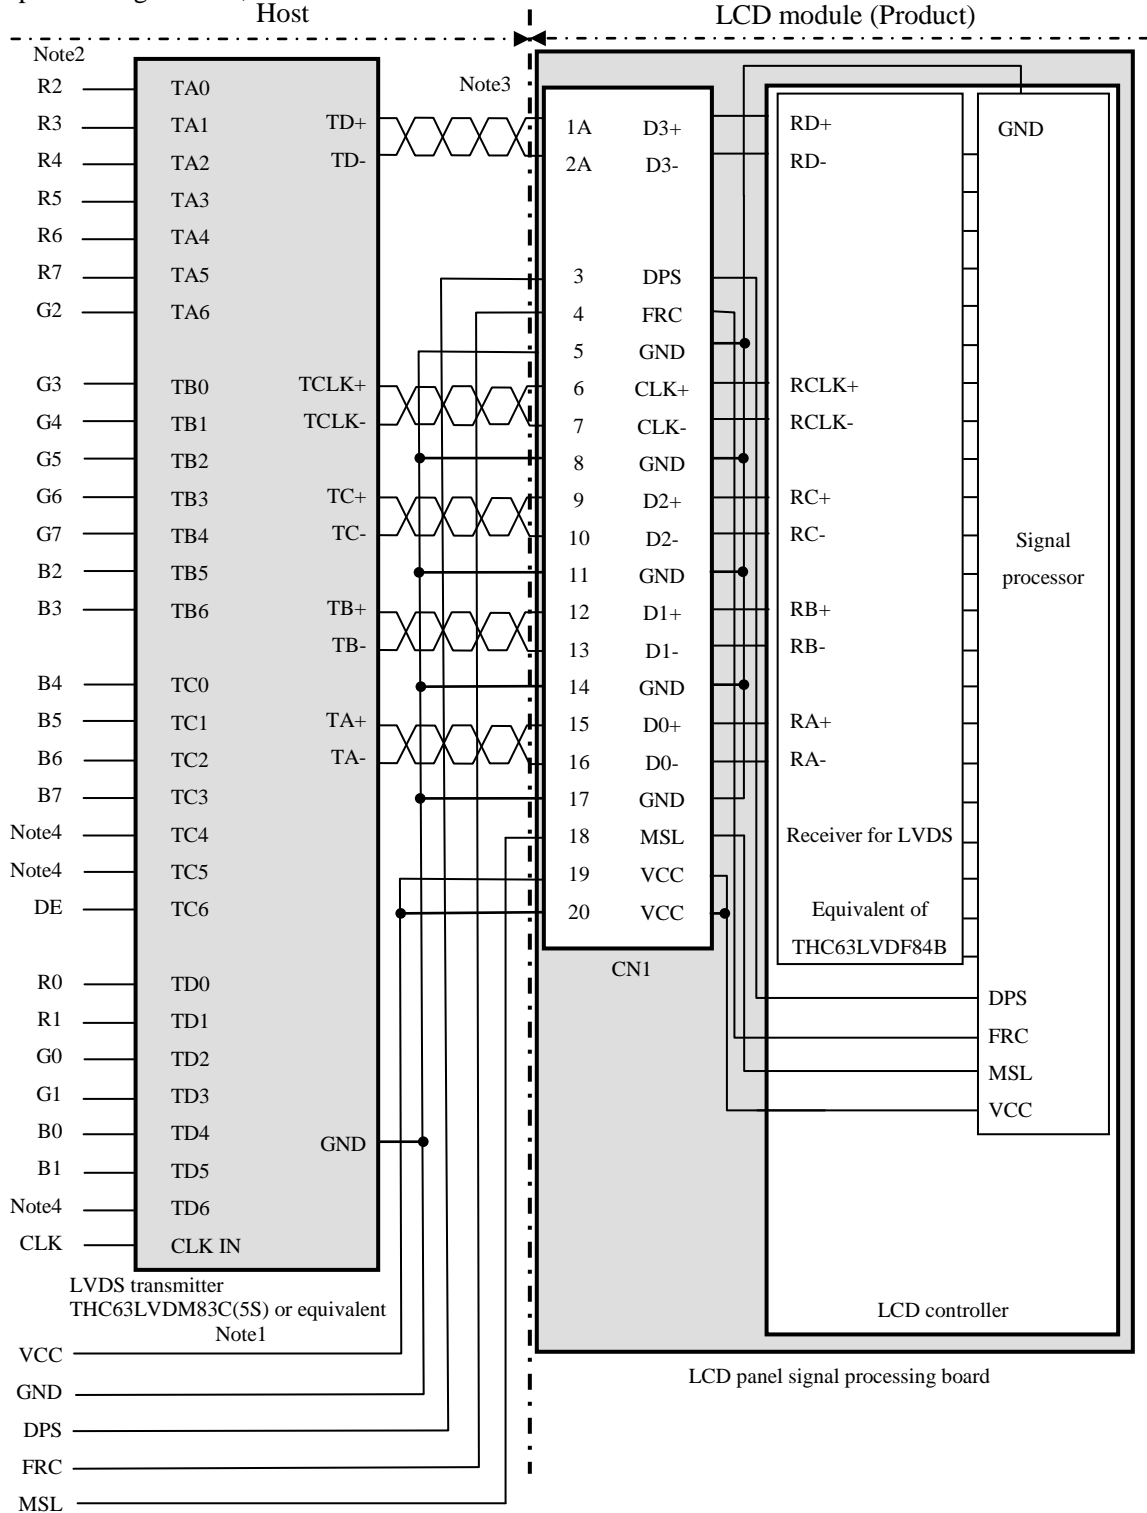 Host
LCD module (Product)
Note2
Note3
R2 TA0
R3 TA1 TD+ 1A D3+ RD+ GND
R4 TA2 TD- 2A D3- RD-
R5 TA3
R6 TA4
R7 TA5 3 DPS
G2 TA6 4 FRC
5 GND
G3 TB0 TCLK+ 6 CLK+ RCLK+
G4 TB1 TCLK- 7 CLK- RCLK-
G5 TB2 8 GND
G6 TB3 TC+ 9 D2+ RC+
G7 TB4 TC- 10 D2- RC- Signal
B2 TB5 11 GND processor
B3 TB6 TB+ 12 D1+ RB+
TB- 13 D1- RB-
B4 TC0 14 GND
B5 TC1 TA+ 15 D0+ RA+
B6 TC2 TA- 16 D0- RA-
B7 TC3 17 GND
Note4 TC4 18 MSL Receiver for LVDS
Note4 TC5 19 VCC
DE TC6 20 VCC Equivalent of
THC63LVDF84B
CN1
R0 TD0 DPS
R1 TD1 FRC
G0 TD2 MSL
G1 TD3 VCC
B0 TD4 GND
B1 TD5
Note4 TD6
CLK CLK IN
LVDS transmitter
THC63LVDM83C(5S) or equivalent
Note1
LCD controller
LCD panel signal processing board
VCC
GND
DPS
FRC
MSL